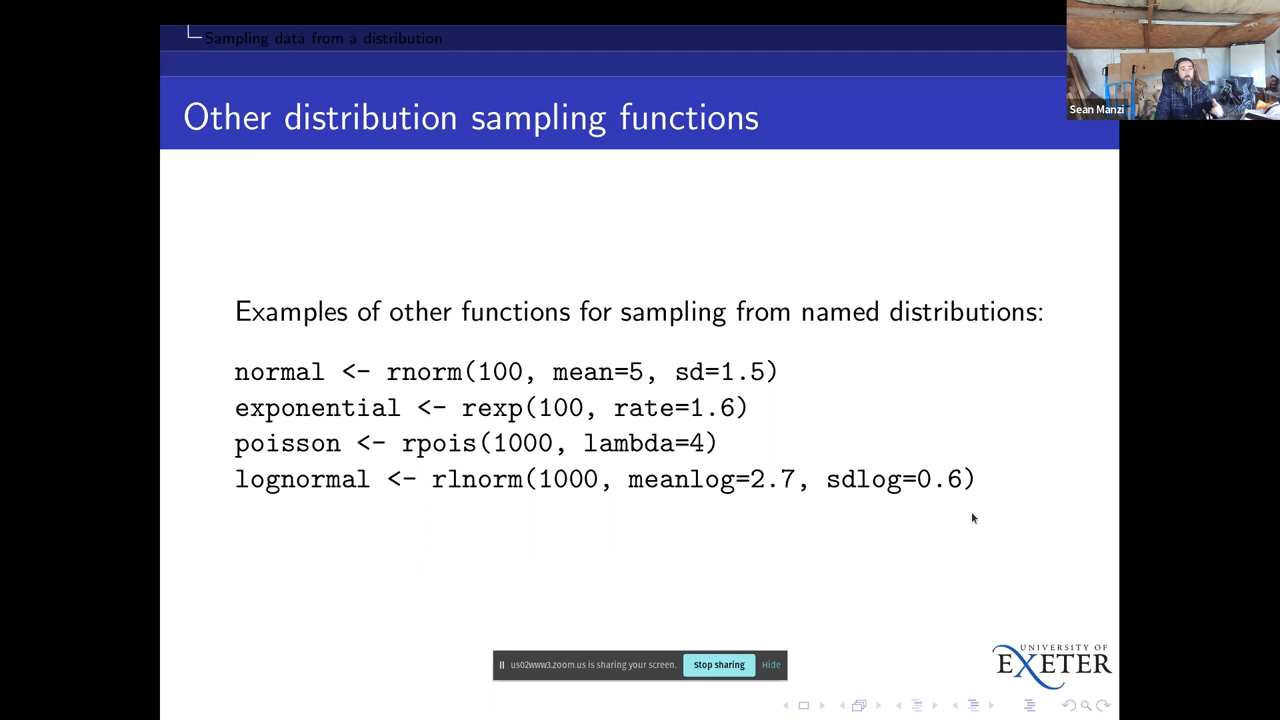 Sampling data from a distribution
Sean Manzi
Other distribution sampling functions
Examples of other functions for sampling from named distributions:
normal <- rnorm(100, mean=5, sd=1.5)
exponential <- rexp(100, rate=1.6)
poisson <- rpois(1000, lambda=4)
lognormal <- rlnorm(1000, meanlog=2.7, sdlog=0.6)
UNIVERSITY OF
EXETER
us02www3.zoom.us is sharing your screen. Stop sharing Hide